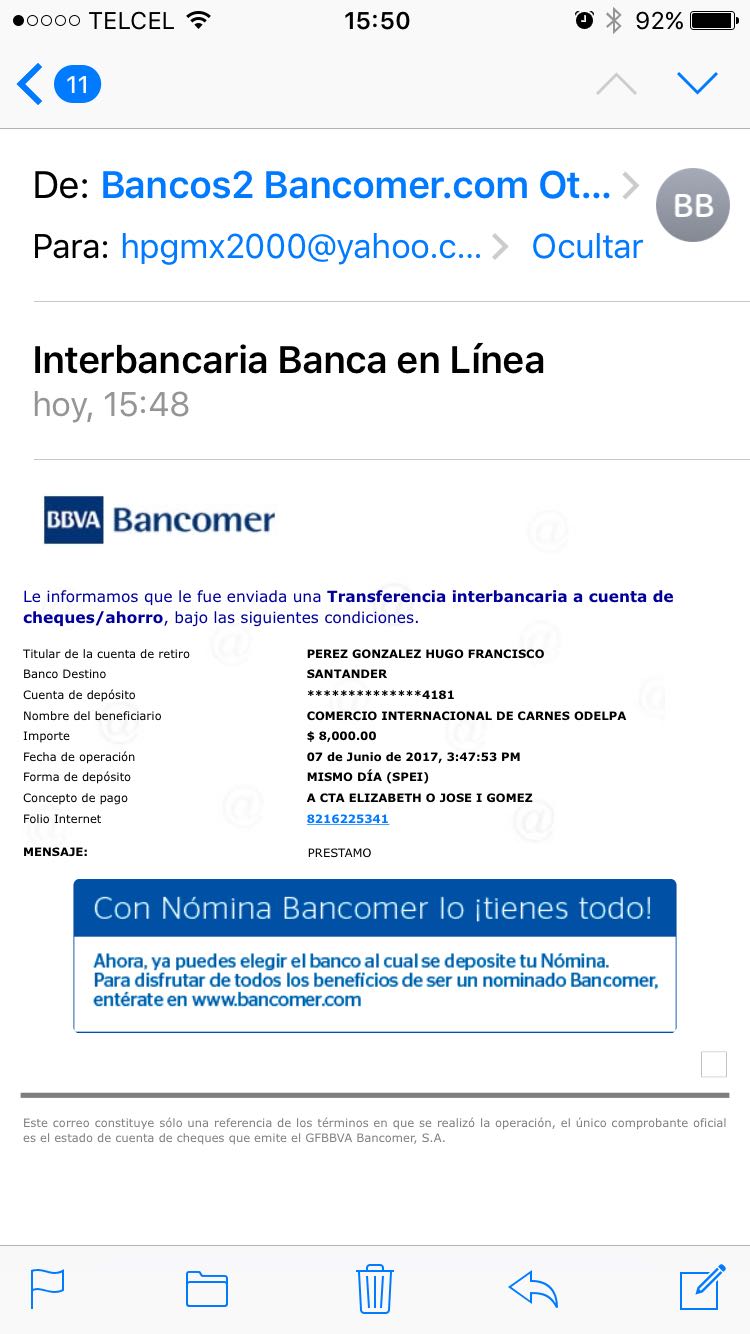 TELCEL 15:50 92%
11
De: Bancos2 Bancomer.com Ot... BB
Para: hpgmx2000@yahoo.c... Ocultar
Interbancaria Banca en Línea
hoy, 15:48
BBVA Bancomer
Le informamos que le fue enviada una Transferencia interbancaria a cuenta de
cheques/ahorro, bajo las siguientes condiciones.
Titular de la cuenta de retiro PEREZ GONZALEZ HUGO FRANCISCO
Banco Destino SANTANDER
Cuenta de depósito **************4181
Nombre del beneficiario COMERCIO INTERNACIONAL DE CARNES ODELPA
Importe $ 8,000.00
Fecha de operación 07 de Junio de 2017, 3:47:53 PM
Forma de depósito MISMO DÍA (SPEI)
Concepto de pago A CTA ELIZABETH O JOSE I GOMEZ
Folio Internet 8216225341
MENSAJE: PRESTAMO
Con Nómina Bancomer lo ¡tienes todo!
Ahora, ya puedes elegir el banco al cual se deposite tu Nómina.
Para disfrutar de todos los benefícios de ser un nominado Bancomer,
entérate en www.bancomer.com
Este correo constituye sólo una referencia de los términos en que se realizó la operación, el único comprobante oficial
es el estado de cuenta de cheques que emite el GFBBVA Bancomer, S.A.